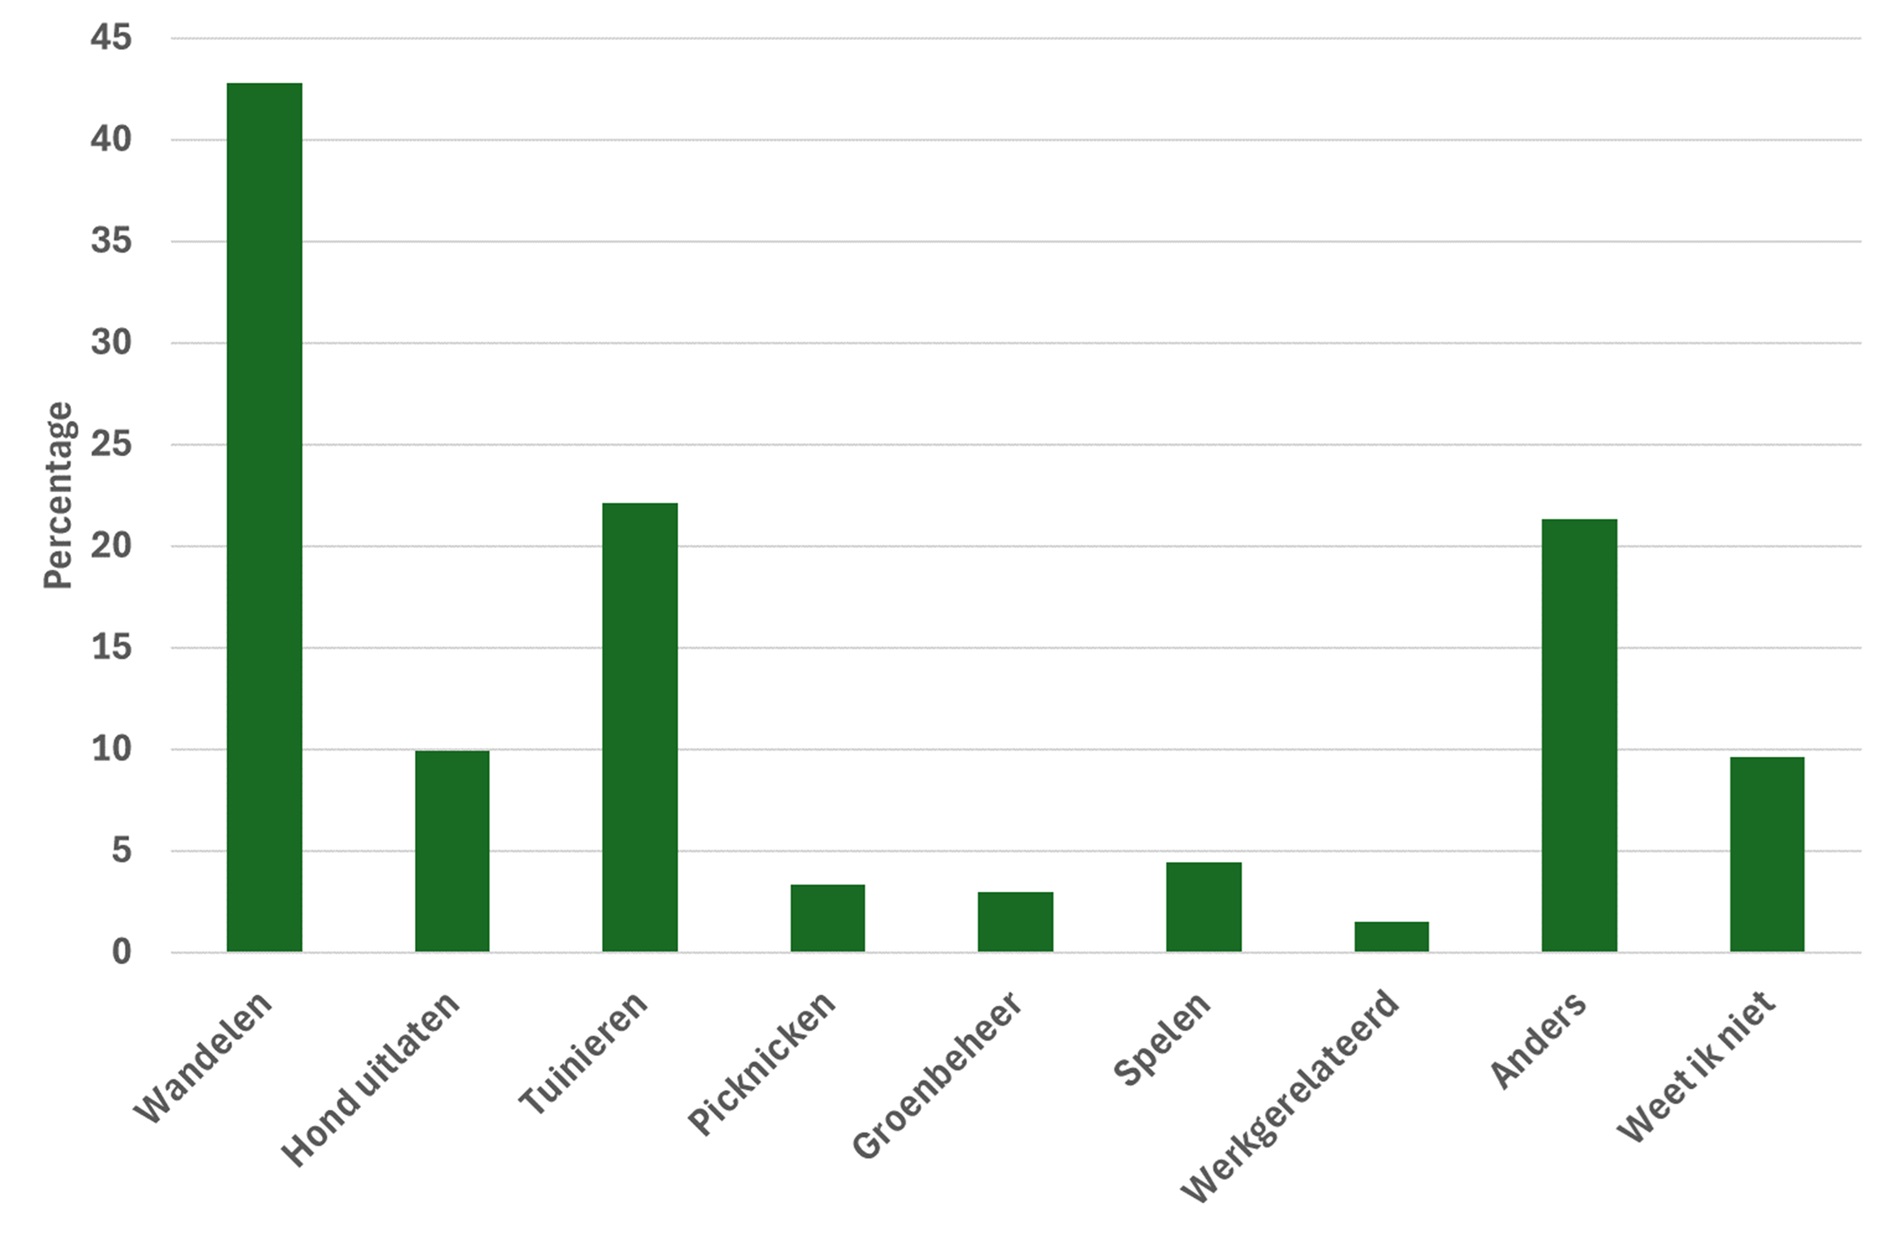 Percentage
45
40
35
30
25
20
15
10
5
0
Wandelen
Hond uitlaten
Tuinieren
Picknicken
Groenbeheer
Spelen
Werkgerelateerd
Anders
Weet ik niet